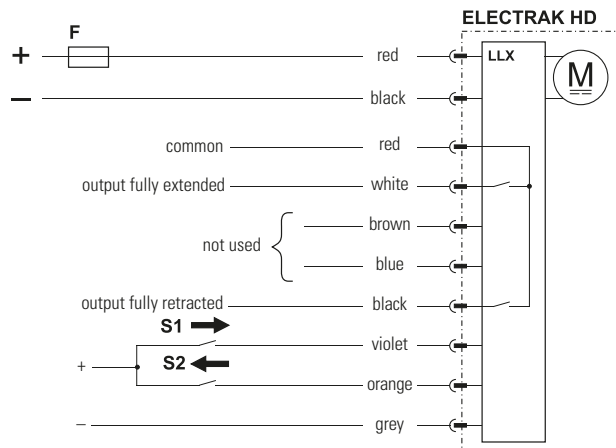 ELECTRAK HD
F
+ red LLX
M
− black
common red
output fully extended white
brown
not used
blue
output fully retracted black
S1
violet
+ S2
orange
− grey